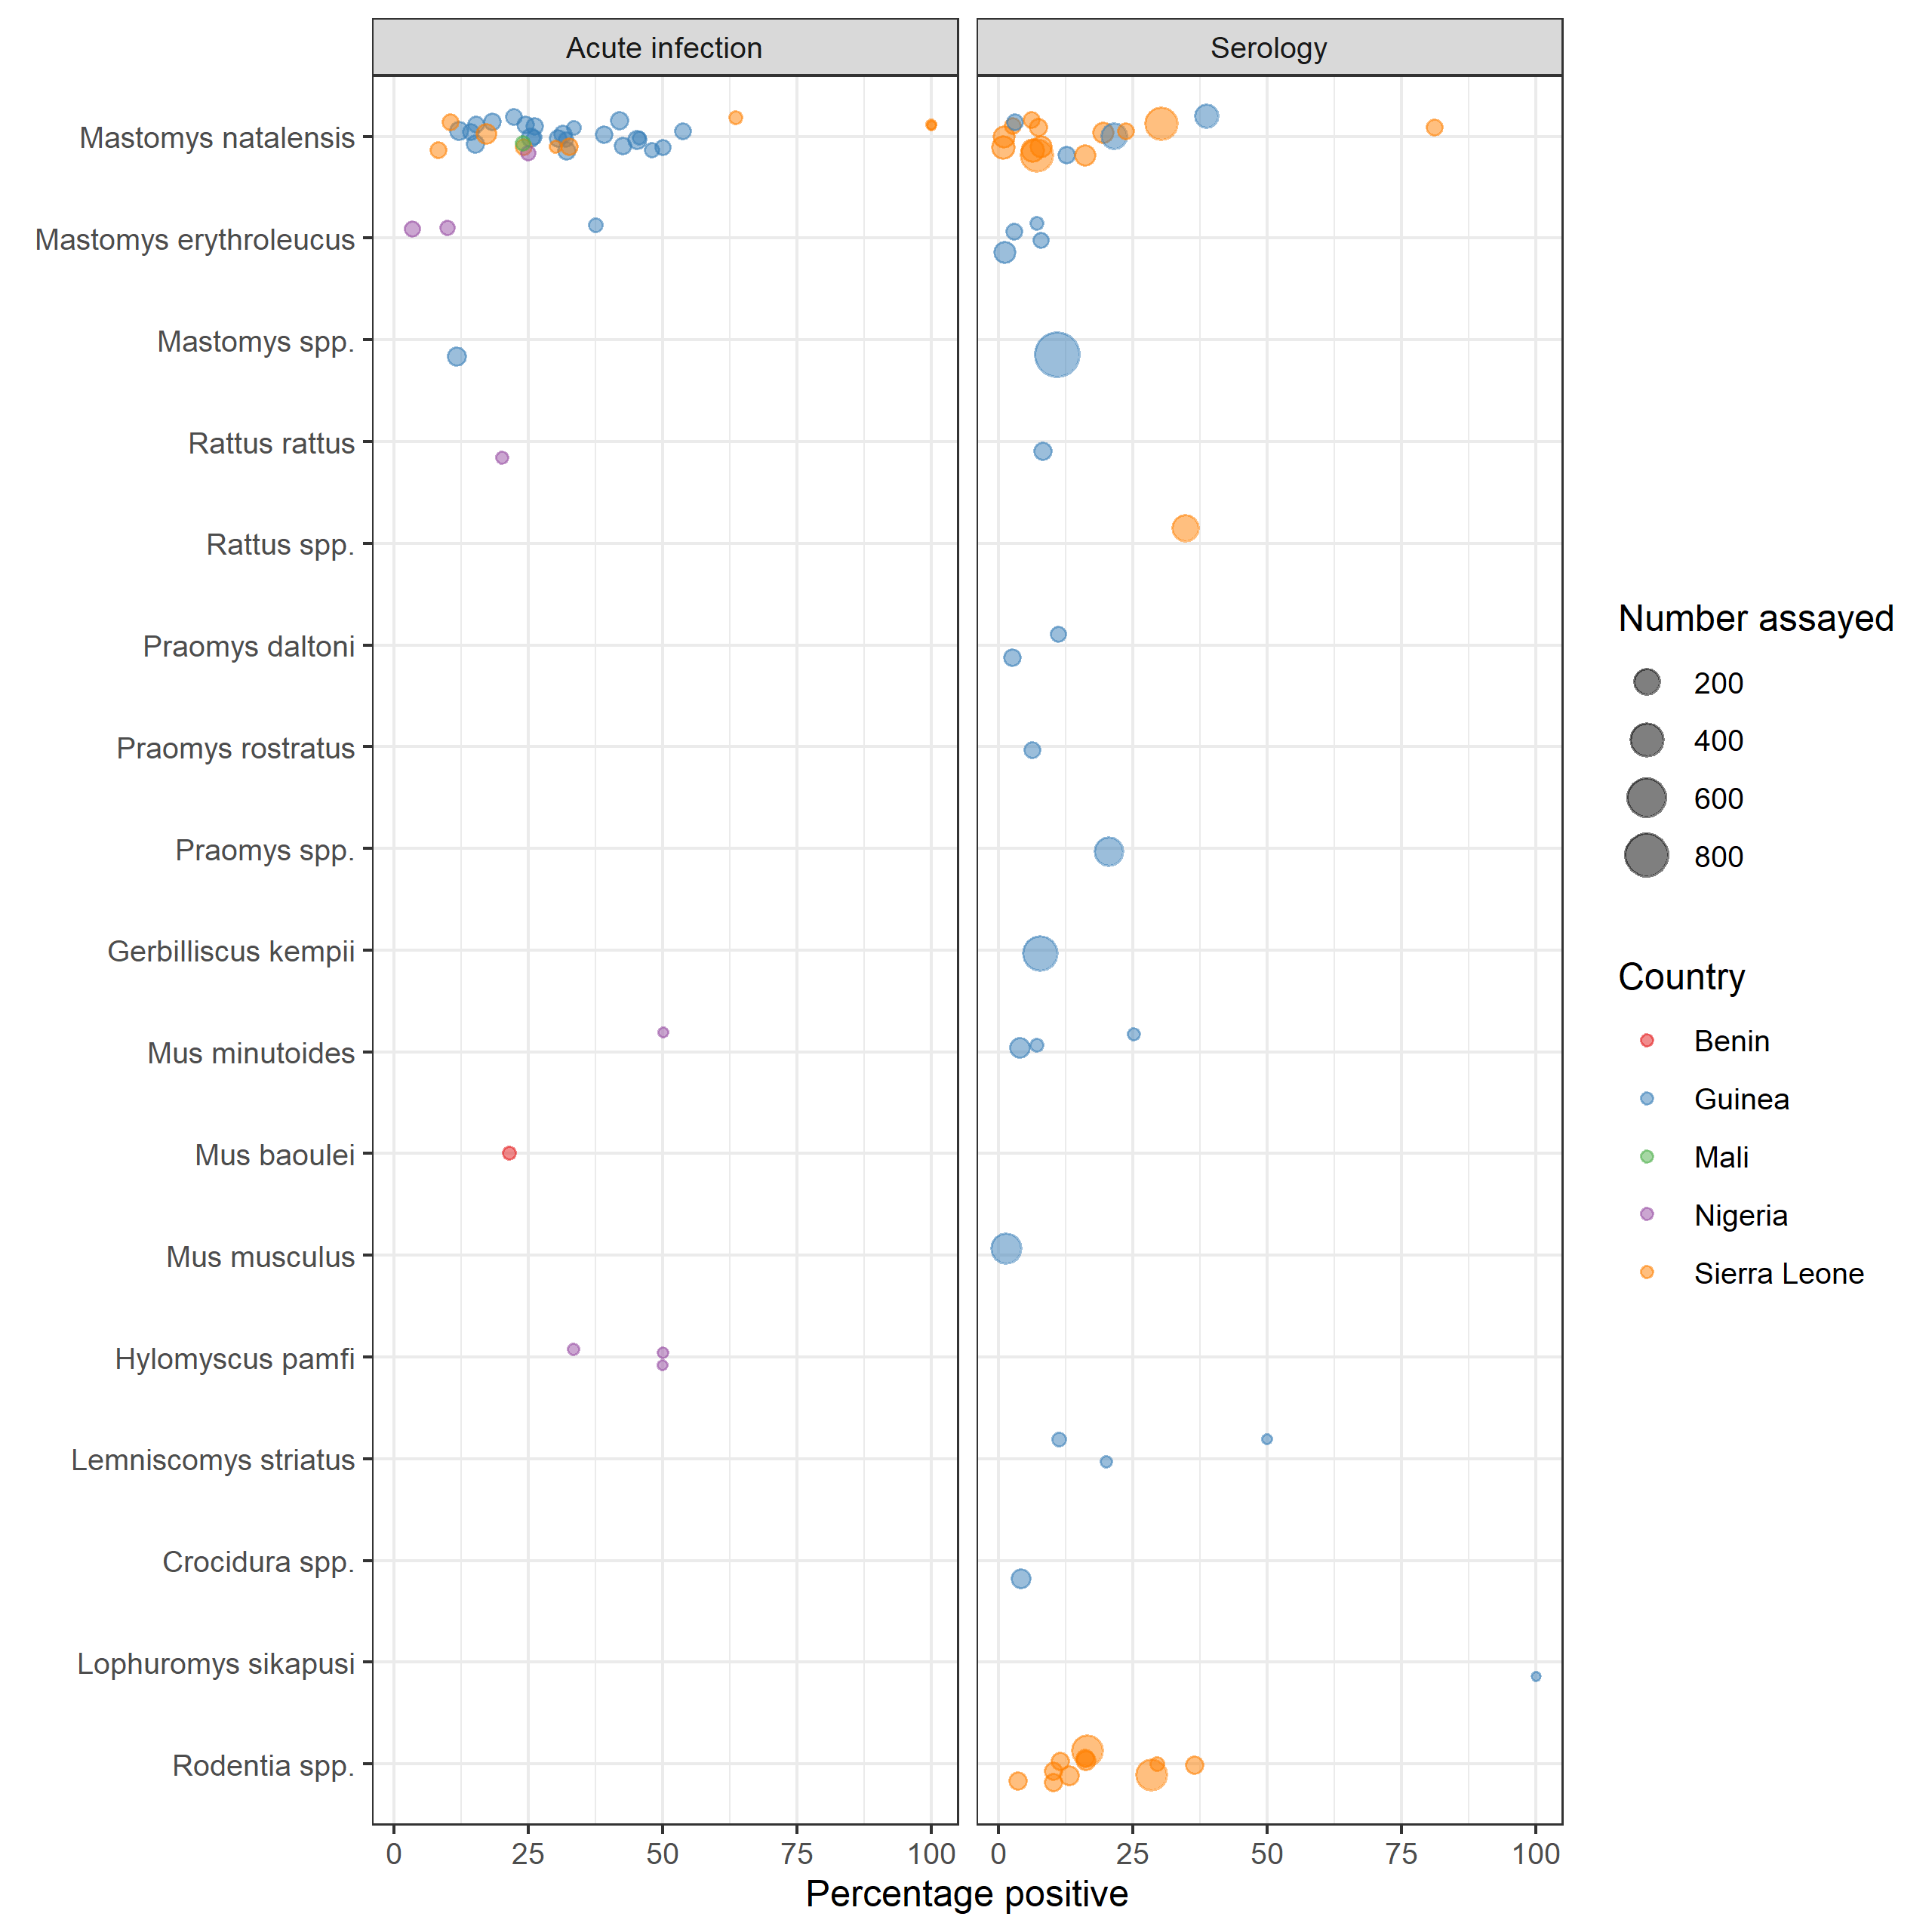 Acute infection
Serology
Mastomys natalensis
Mastomys erythroleucus
Mastomys spp.
Rattus rattus
Rattus spp.
Praomys daltoni
Praomys rostratus
Praomys spp.
Gerbilliscus kempii
Mus minutoides
Mus baoulei
Mus musculus
Hylomyscus pamfi
Lemniscomys striatus
Crocidura spp.
Lophuromys sikapusi
Rodentia spp.
0 25 50 75 100
0 25 50 75 100
Percentage positive
Number assayed
200
400
600
800
Country
Benin
Guinea
Mali
Nigeria
Sierra Leone